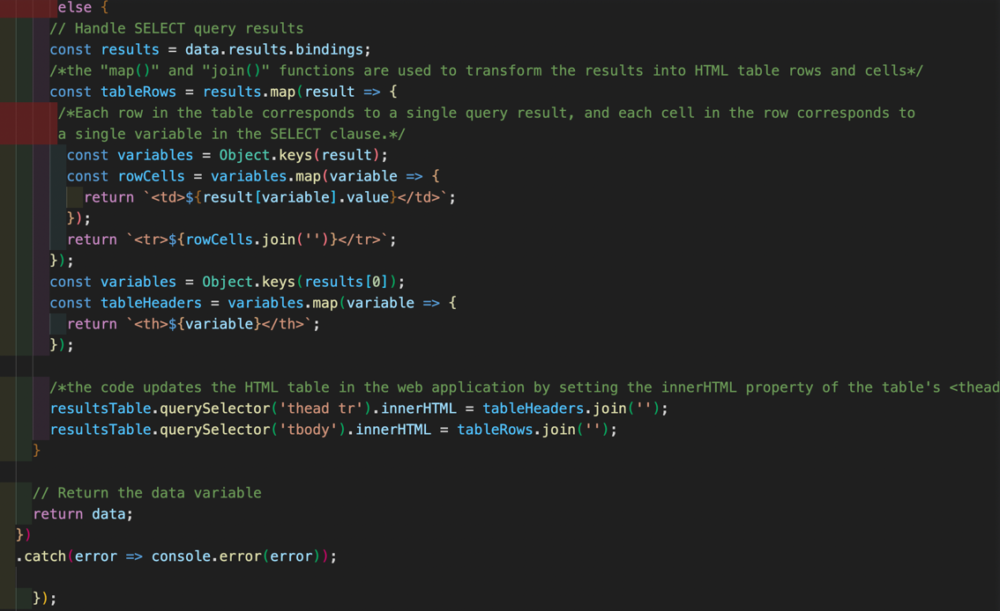 else {
// Handle SELECT query results
const results = data.results.bindings;
/*the "map()" and "join()" functions are used to transform the results into HTML table rows and cells*/
const tableRows = results.map(result => {
/*Each row in the table corresponds to a single query result, and each cell in the row corresponds to
a single variable in the SELECT clause.*/
const variables = Object.keys(result);
const rowCells = variables.map(variable => {
return `<td>${result[variable].value}</td>`;
});
return `<tr>${rowCells.join('')}</tr>`;
});
const variables = Object.keys(results[0]);
const tableHeaders = variables.map(variable => {
return `<th>${variable}</th>`;
});
/*the code updates the HTML table in the web application by setting the innerHTML property of the table's <thead
resultsTable.querySelector('thead tr').innerHTML = tableHeaders.join('');
resultsTable.querySelector('tbody').innerHTML = tableRows.join('');
}
// Return the data variable
return data;
})
.catch(error => console.error(error));
});